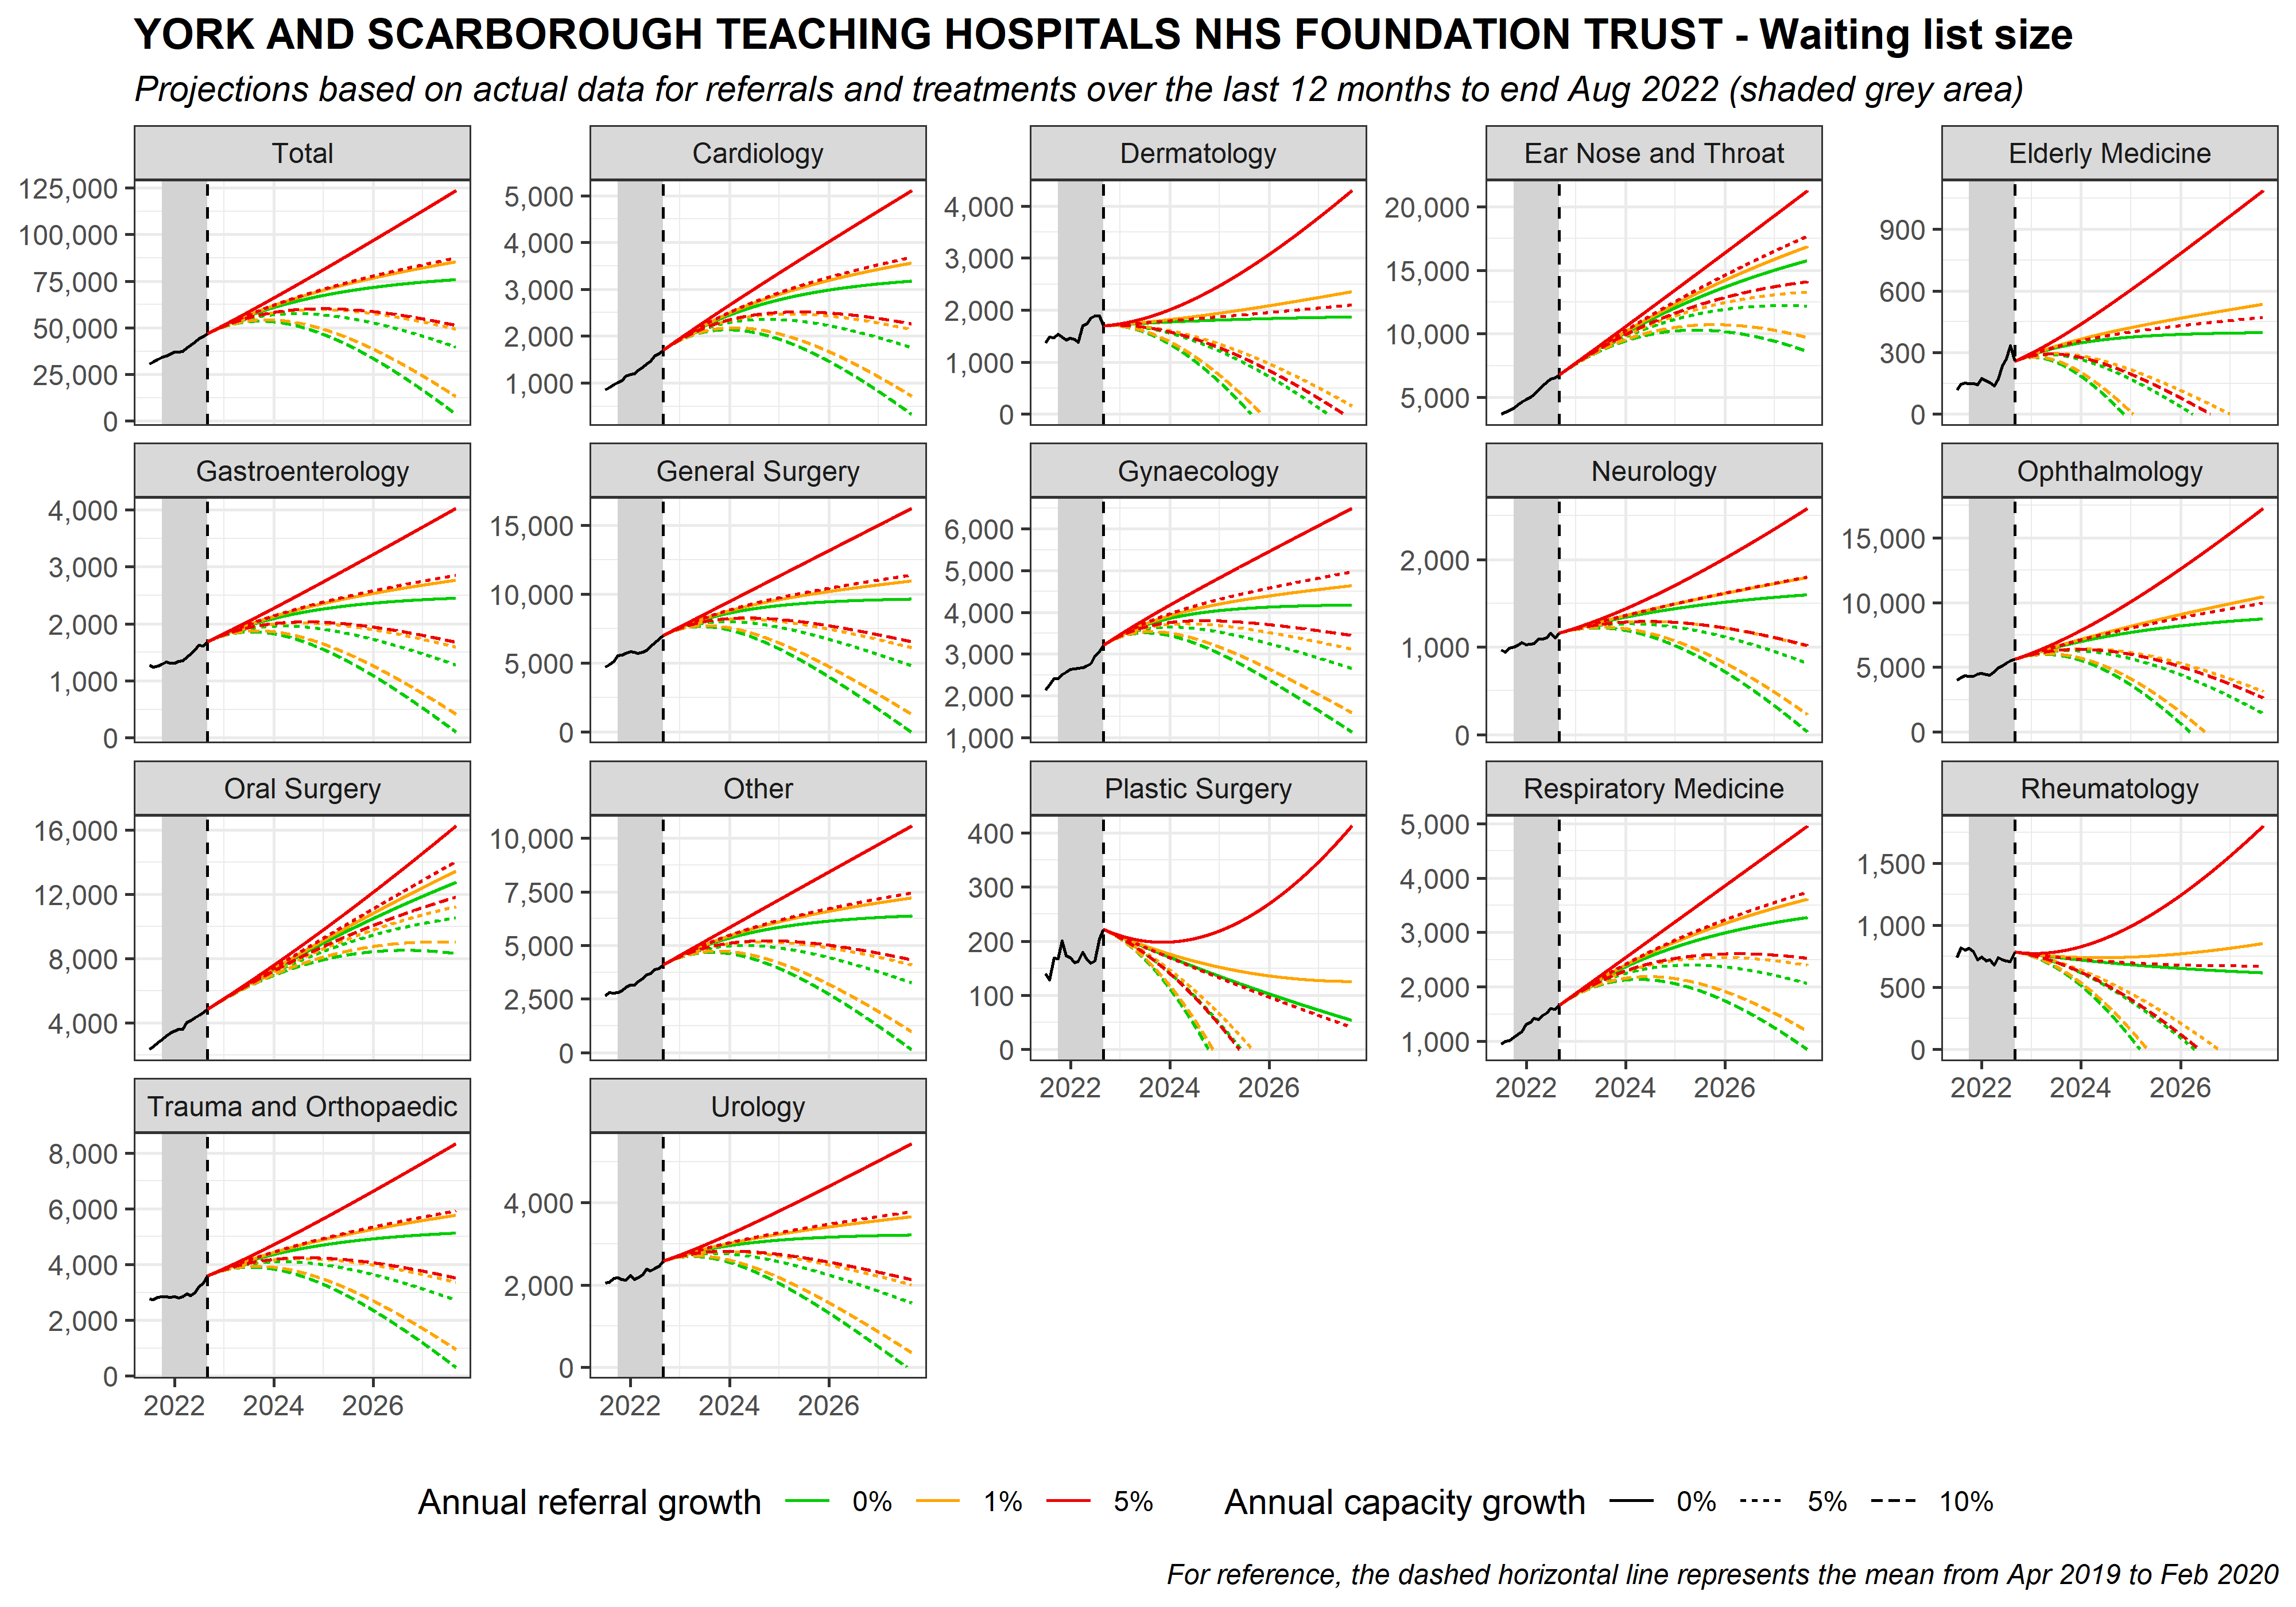 YORK AND SCARBOROUGH TEACHING HOSPITALS NHS FOUNDATION TRUST - Waiting list size
Projections based on actual data for referrals and treatments over the last 12 months to end Aug 2022 (shaded grey area)
Total
125,000
100,000
75,000
50,000
25,000
0
Cardiology
5,000
4,000
3,000
2,000
1,000
Dermatology
4,000
3,000
2,000
1,000
0
Ear Nose and Throat
20,000
15,000
10,000
5,000
Elderly Medicine
900
600
300
0
Gastroenterology
4,000
3,000
2,000
1,000
0
General Surgery
15,000
10,000
5,000
0
Gynaecology
6,000
5,000
4,000
3,000
2,000
1,000
Neurology
2,000
1,000
0
Ophthalmology
15,000
10,000
5,000
0
Oral Surgery
16,000
12,000
8,000
4,000
Other
10,000
7,500
5,000
2,500
0
Plastic Surgery
400
300
200
100
0
2022 2024 2026
Respiratory Medicine
5,000
4,000
3,000
2,000
1,000
2022 2024 2026
Rheumatology
1,500
1,000
500
0
2022 2024 2026
Trauma and Orthopaedic
8,000
6,000
4,000
2,000
0
2022 2024 2026
Urology
4,000
2,000
0
2022 2024 2026
Annual referral growth 0% 1% 5% Annual capacity growth 0% 5% 10%
For reference, the dashed horizontal line represents the mean from Apr 2019 to Feb 2020